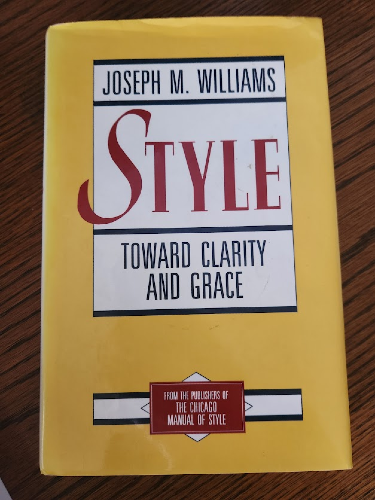 JOSEPH M. WILLIAMS
STYLE
TOWARD CLARITY
AND GRACE
FROM THE PUBLISHERS OF
THE CHICAGO
MANUAL OF STYLE